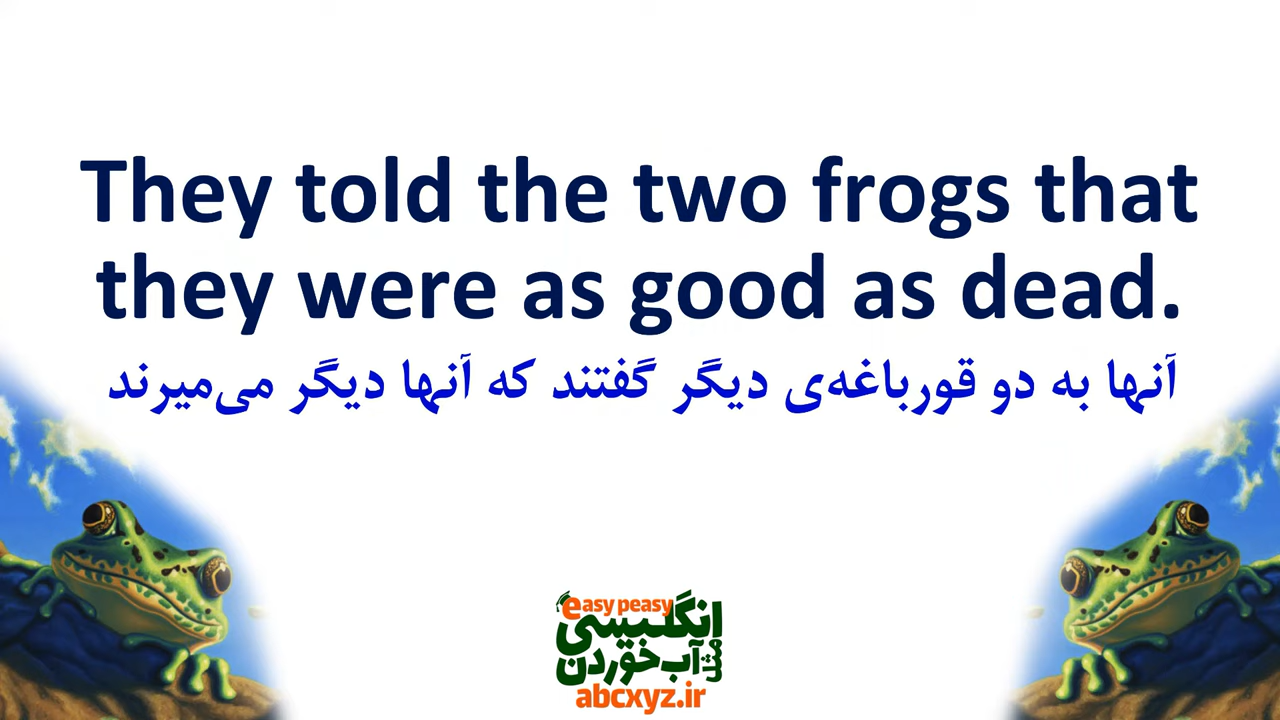 They told the two frogs that
they were as good as dead.
آنها به دو قورباغه‌ی دیگر گفتند که آنها دیگر می‌میرند
easy peasy
انگلیسی
مثل آب خوردن
abcxyz.ir